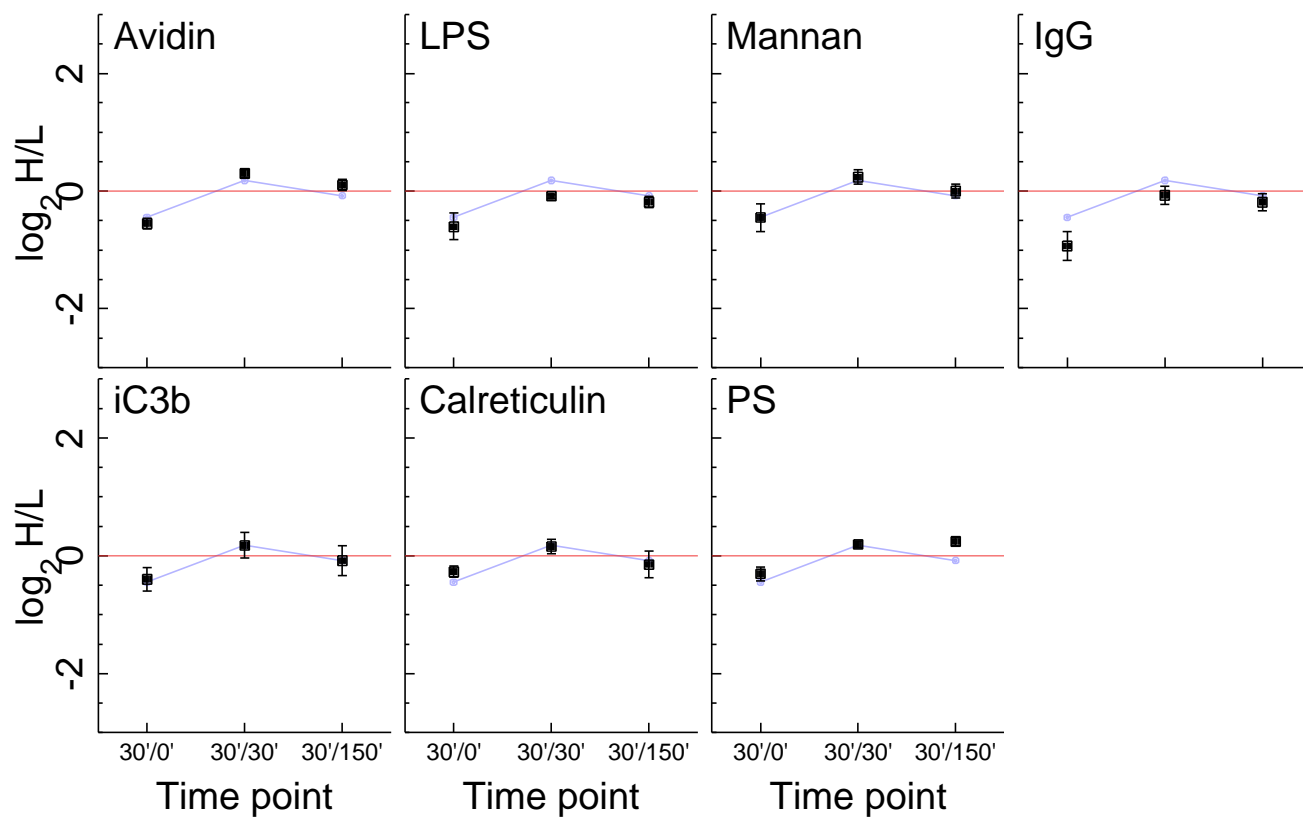 Avidin LPS Mannan IgG
log2 H/L
2
0
-2
iC3b Calreticulin PS
log2 H/L
2
0
-2
30'/0' 30'/30' 30'/150' 30'/0' 30'/30' 30'/150' 30'/0' 30'/30' 30'/150'
Time point Time point Time point